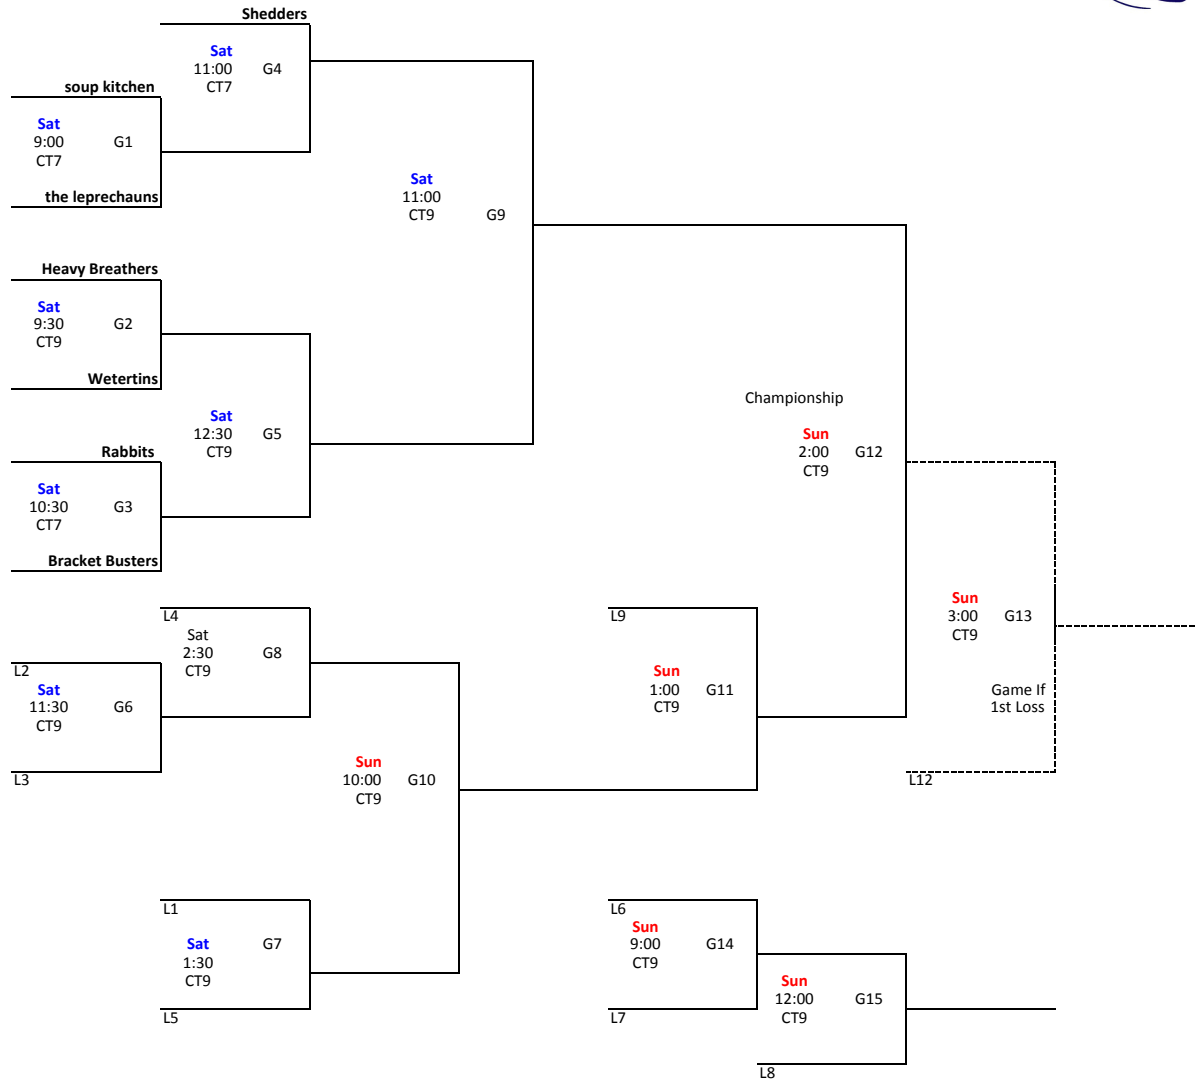 Shedders
Sat
11:00 G4
CT7
soup kitchen
Sat
9:00 G1
CT7
the leprechauns
Sat
11:00
CT9 G9
Heavy Breathers
Sat
9:30 G2
CT9
Wetertins
Sat
12:30 G5
CT9
Rabbits
Sat
10:30 G3
CT7
Bracket Busters
Championship
Sun
2:00 G12
CT9
L4
Sat
2:30 G8
CT9
L2
Sat
11:30 G6
CT9
L3
Sun
10:00 G10
CT9
L9
Sun
1:00 G11
CT9
Sun
3:00 G13
CT9
Game If
1st Loss
L12
L1
Sat G7
1:30
CT9
L5
L6
Sun
9:00 G14
CT9
L7
Sun
12:00 G15
CT9
L8